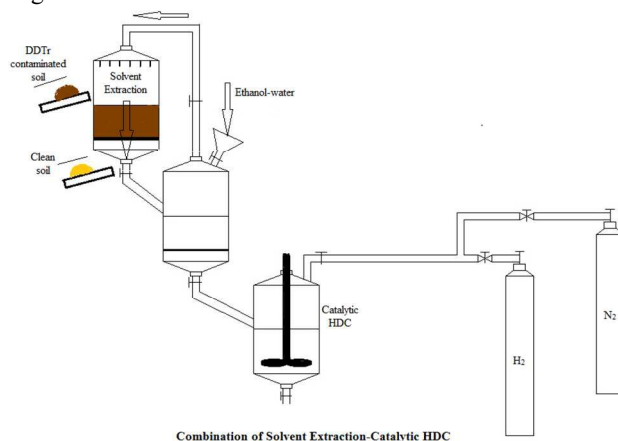 DDTr
contaminated
soil
Solvent
Extraction
Ethanol-water
Clean
soil
Catalytic
HDC
H2
N2
Combination of Solvent Extraction-Catalytic HDC